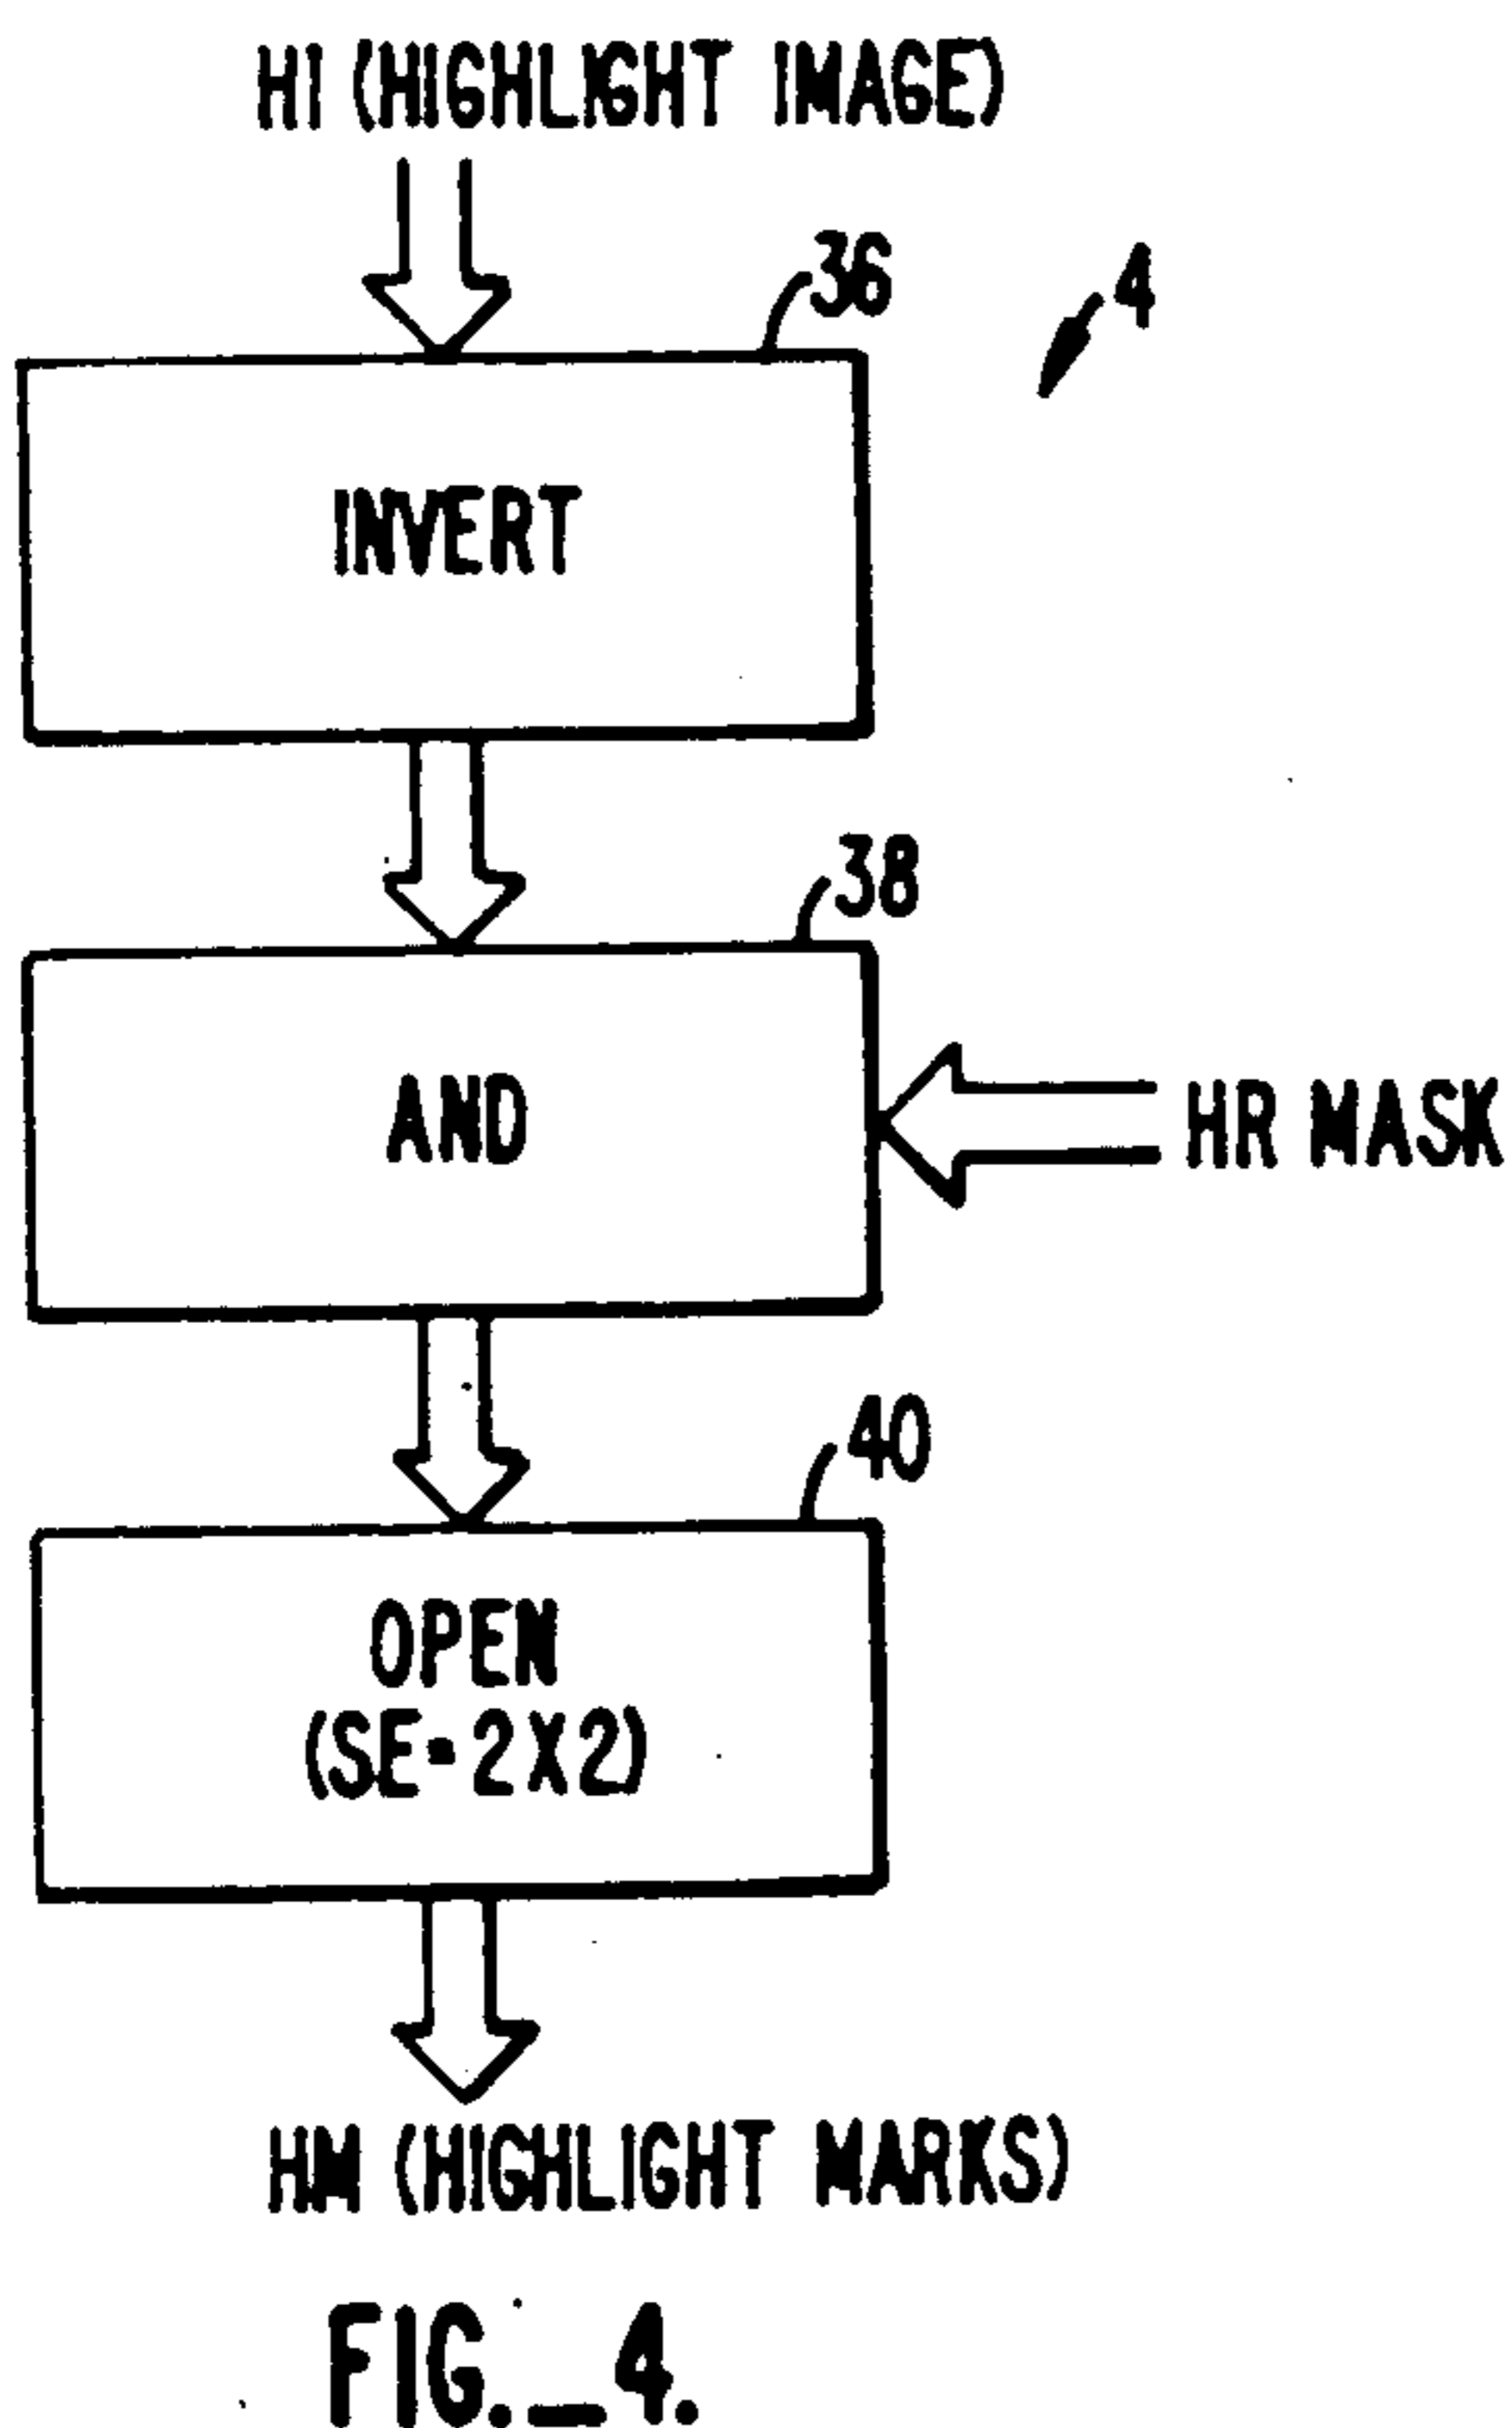 HI (HIGHLIGHT IMAGE)
36
4
INVERT
38
AND
HR MASK
40
OPEN
(SE-2X2)
HM (HIGHLIGHT MARKS)
FIG._4.